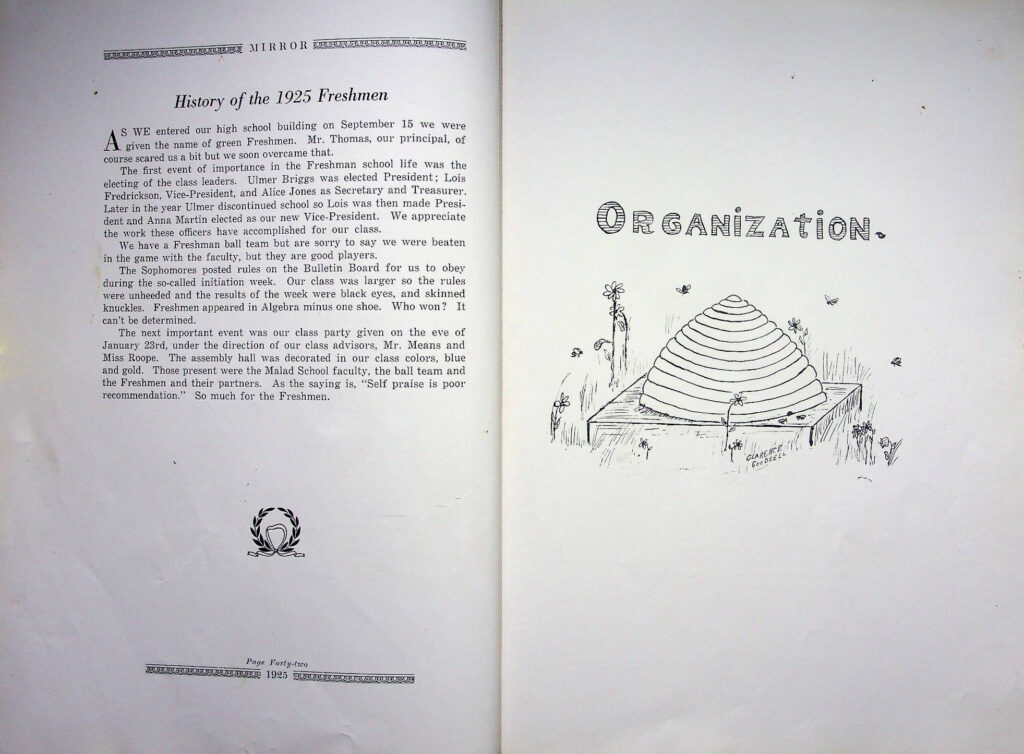 MIRROR
History of the 1925 Freshmen
AS WE entered our high school building on September 15 we were
given the name of green Freshmen. Mr. Thomas, our principal, of
course scared us a bit but we soon overcame that.
The first event of importance in the Freshman school life was the
electing of the class leaders. Ulmer Briggs was elected President; Lois
Fredrickson, Vice-President, and Alice Jones as Secretary and Treasurer.
Later in the year Ulmer discontinued school so Lois was then made Presi-
dent and Anna Martin elected as our new Vice-President. We appreciate
the work these officers have accomplished for our class.
We have a Freshman ball team but are sorry to say we were beaten
in the game with the faculty, but they are good players.
The Sophomores posted rules on the Bulletin Board for us to obey
during the so-called initiation week. Our class was larger so the rules
were unheeded and the results of the week were black eyes, and skinned
knuckles. Freshmen appeared in Algebra minus one shoe. Who won? It
can't be determined.
The next important event was our class party given on the eve of
January 23rd, under the direction of our class advisors, Mr. Means and
Miss Roope. The assembly hall was decorated in our class colors, blue
and gold. Those present were the Malad School faculty, the ball team and
the Freshmen and their partners. As the saying is, "Self praise is poor
recommendation." So much for the Freshmen.
Page Forty-two
1925
ORGANIZATION
CLARENCE
GOODSELL